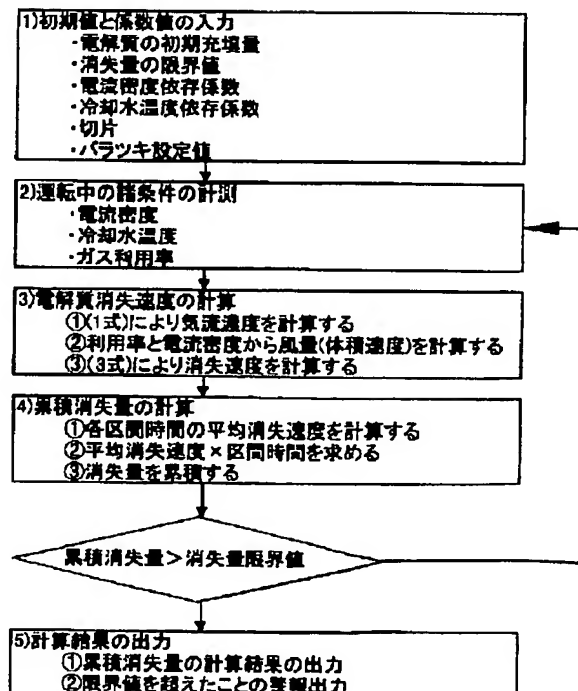 1)初期値と係数値の入力
・電解質の初期充填量
・消失量の限界値
・電流密度依存係数
・冷却水温度依存係数
・切片
・バラツキ設定値
2)運転中の諸条件の計測
・電流密度
・冷却水温度
・ガス利用率
3)電解質消失速度の計算
①(1式)により気流濃度を計算する
②利用率と電流密度から風量(体積速度)を計算する
③(3式)により消失速度を計算する
4)累積消失量の計算
①各区間時間の平均消失速度を計算する
②平均消失速度×区間時間を求める
③消失量を累積する
累積消失量>消失量限界値
5)計算結果の出力
①累積消失量の計算結果の出力
②限界値を超えたことの警報出力